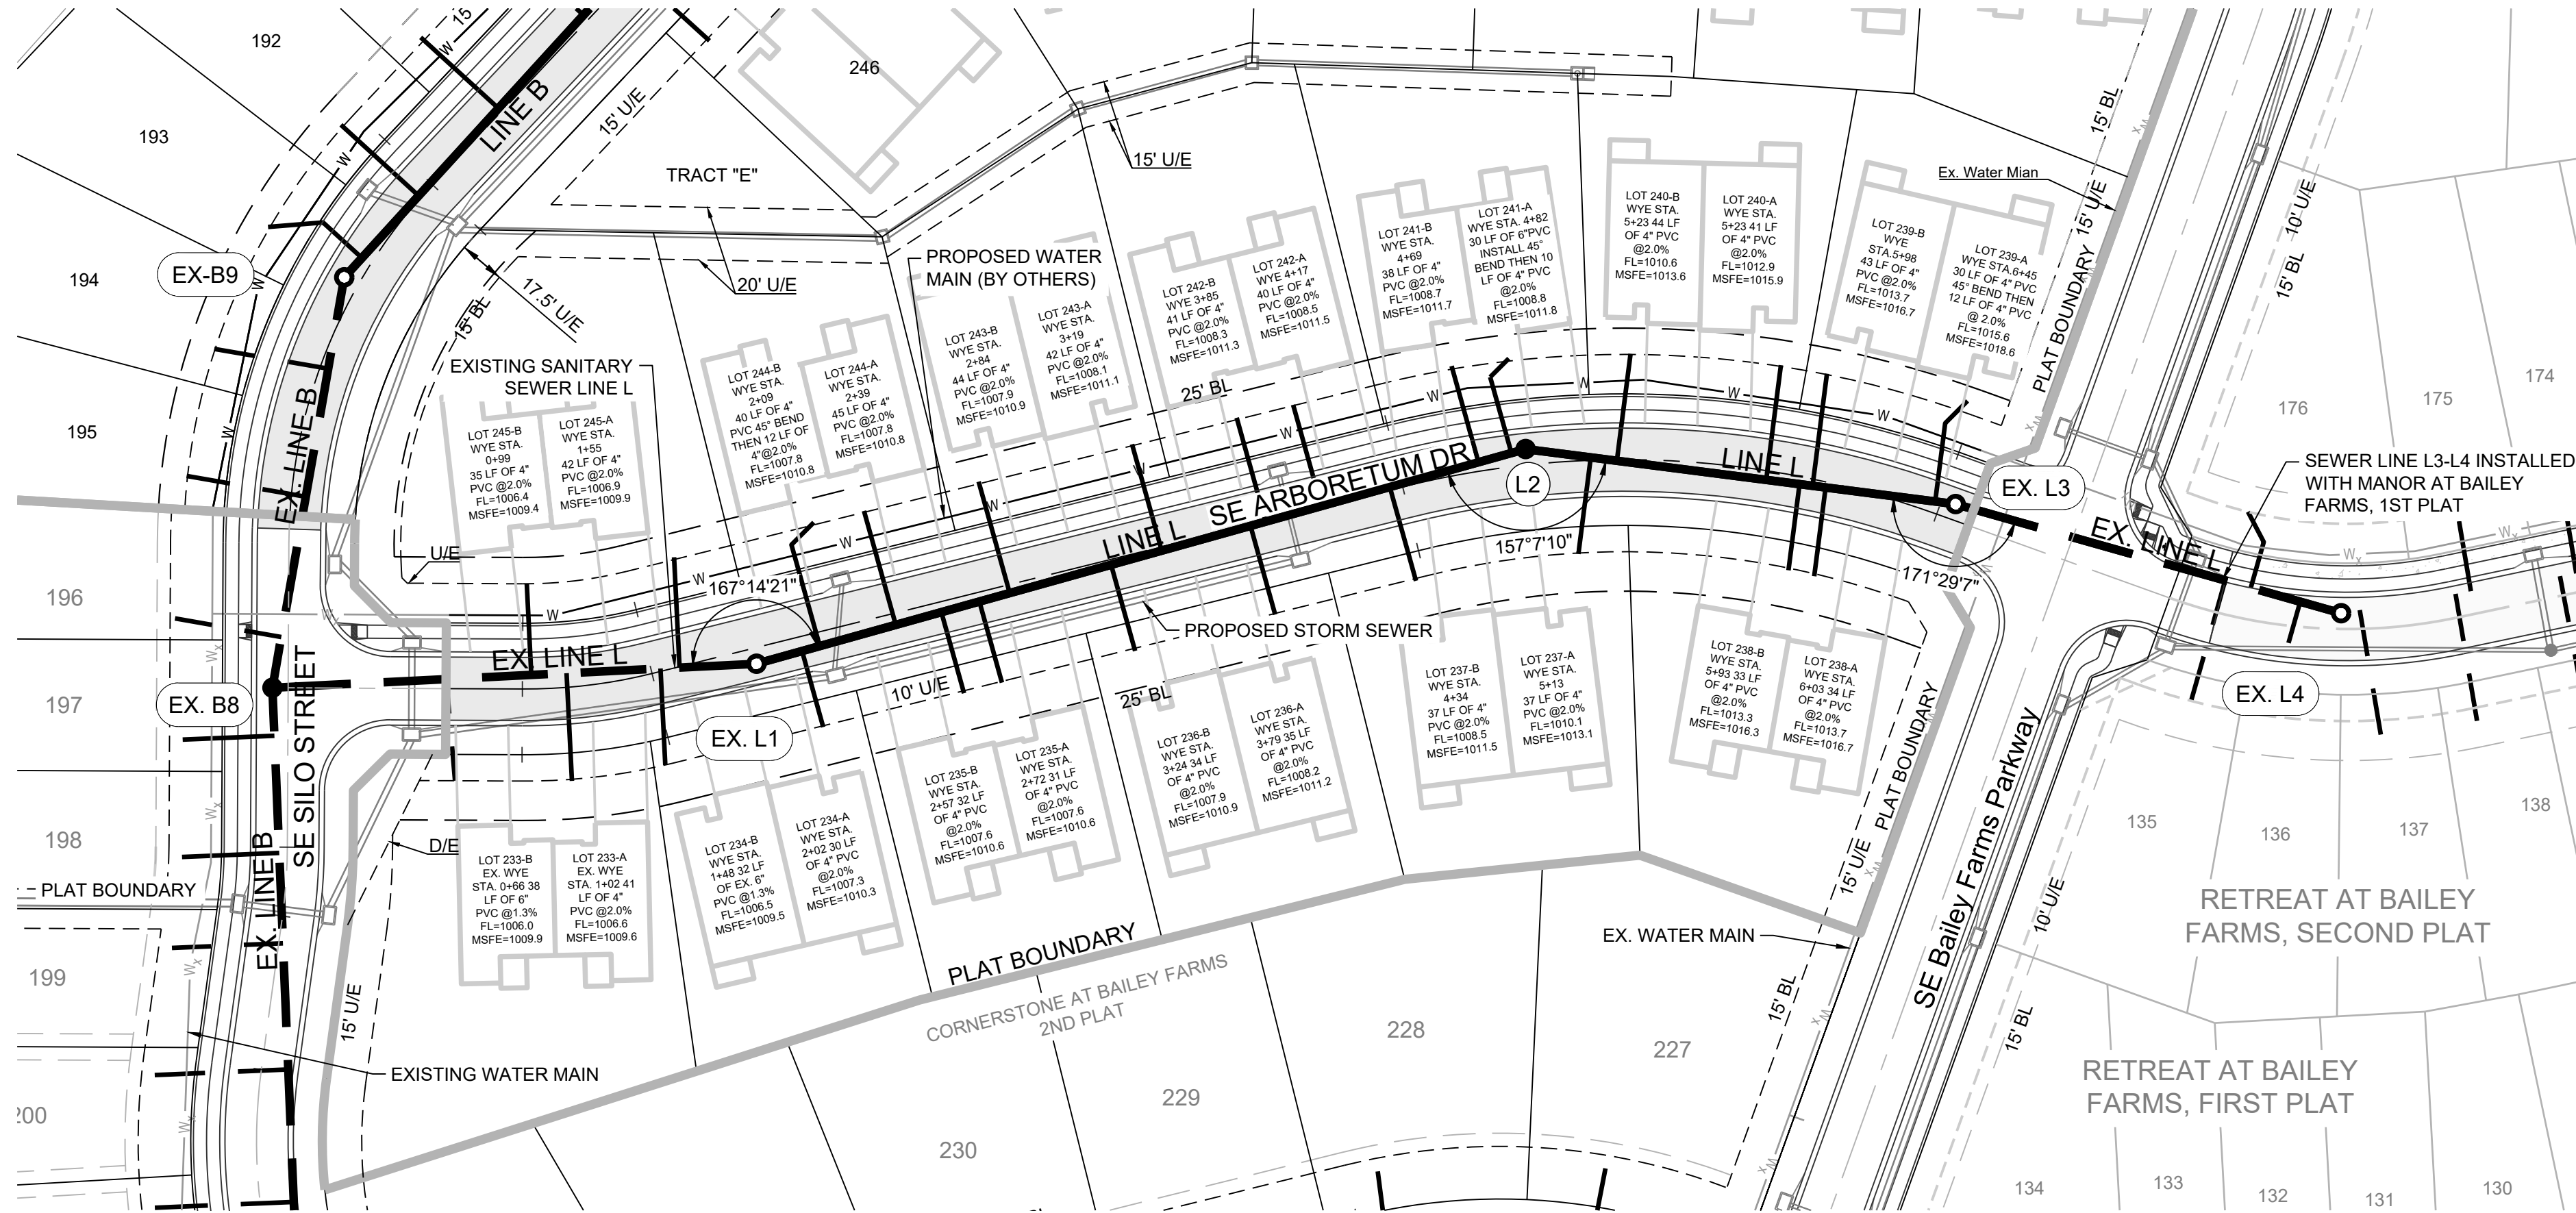 192
15
W
246
193
LINE B
15' U/E
W
TRACT "E"
15' U/E
15' BL
Ex. Water Mian
15' U/E
10' U/E
15' BL
194
EX-B9
W
17.5' U/E
15' BL
20' U/E
PROPOSED WATER
MAIN (BY OTHERS)
PLAT BOUNDARY
EXISTING SANITARY
SEWER LINE L
25' BL
195
W
EX. LINE B
LOT 245-B
WYE STA.
0+99
35 LF OF 4"
PVC @2.0%
FL=1006.4
MSFE=1009.4
LOT 245-A
WYE STA.
1+55
42 LF OF 4"
PVC @2.0%
FL=1006.9
MSFE=1009.9
LOT 244-B
WYE STA.
2+09
40 LF OF 4"
PVC 45° BEND
THEN 12 LF OF
4"@2.0%
FL=1007.8
MSFE=1010.8
LOT 244-A
WYE STA.
2+39
45 LF OF 4"
PVC @2.0%
FL=1007.8
MSFE=1010.8
LOT 243-B
WYE STA.
2+84
44 LF OF 4"
PVC @2.0%
FL=1007.9
MSFE=1010.9
LOT 243-A
WYE STA.
3+19
42 LF OF 4"
PVC @2.0%
FL=1008.1
MSFE=1011.1
LOT 242-B
WYE 3+85
41 LF OF 4"
PVC @2.0%
FL=1008.3
MSFE=1011.3
LOT 242-A
WYE 4+17
40 LF OF 4"
PVC @2.0%
FL=1008.5
MSFE=1011.5
LOT 241-B
WYE STA.
4+69
38 LF OF 4"
PVC @2.0%
FL=1008.7
MSFE=1011.7
LOT 241-A
WYE STA. 4+82
30 LF OF 6"PVC
INSTALL 45°
BEND THEN 10
LF OF 4" PVC
@2.0%
FL=1008.8
MSFE=1011.8
LOT 240-B
WYE STA.
5+23 44 LF
OF 4" PVC
@2.0%
FL=1010.6
MSFE=1013.6
LOT 240-A
WYE STA.
5+23 41 LF
OF 4" PVC
@2.0%
FL=1012.9
MSFE=1015.9
LOT 239-B
WYE
STA.5+98
43 LF OF 4"
PVC @2.0%
FL=1013.7
MSFE=1016.7
LOT 239-A
WYE STA.6+45
30 LF OF 4" PVC
45° BEND THEN
12 LF OF 4" PVC
@ 2.0%
FL=1015.6
MSFE=1018.6
176
175
174
SEWER LINE L3-L4 INSTALLED
WITH MANOR AT BAILEY
FARMS, 1ST PLAT
W
W
W
W
W
W
W
W
W
LINE L
SE ARBORETUM DR
LINE L
L2
EX. L3
EX. LINE L
U/E
167°14'21"
157°7'10"
171°29'7"
196
PROPOSED STORM SEWER
EX. LINE L
197
EX. B8
EX. L1
EX. L4
10' U/E
25' BL
SE SILO STREET
EX. LINE B
198
D/E
PLAT BOUNDARY
LOT 233-B
EX. WYE
STA. 0+66 38
LF OF 6"
PVC @1.3%
FL=1006.0
MSFE=1009.9
LOT 233-A
EX. WYE
STA. 1+02 41
LF OF 4"
PVC @2.0%
FL=1006.6
MSFE=1009.6
LOT 234-B
WYE STA.
1+48 32 LF
OF EX. 6"
PVC @1.3%
FL=1006.5
MSFE=1009.5
LOT 234-A
WYE STA.
2+02 30 LF
OF 4" PVC
@2.0%
FL=1007.3
MSFE=1010.3
LOT 235-B
WYE STA.
2+57 32 LF
OF 4" PVC
@2.0%
FL=1007.6
MSFE=1010.6
LOT 235-A
WYE STA.
2+72 31 LF
OF 4" PVC
@2.0%
FL=1007.6
MSFE=1010.6
LOT 236-B
WYE STA.
3+24 34 LF
OF 4" PVC
@2.0%
FL=1007.9
MSFE=1010.9
LOT 236-A
WYE STA.
3+79 35 LF
OF 4" PVC
@2.0%
FL=1008.2
MSFE=1011.2
LOT 237-B
WYE STA.
4+34
37 LF OF 4"
PVC @2.0%
FL=1008.5
MSFE=1011.5
LOT 237-A
WYE STA.
5+13
37 LF OF 4"
PVC @2.0%
FL=1010.1
MSFE=1013.1
LOT 238-B
WYE STA.
5+93 33 LF
OF 4" PVC
@2.0%
FL=1013.3
MSFE=1016.3
LOT 238-A
WYE STA.
6+03 34 LF
OF 4" PVC
@2.0%
FL=1013.7
MSFE=1016.7
PLAT BOUNDARY
15' U/E
SE Bailey Farms Parkway
135
136
137
138
RETREAT AT BAILEY
FARMS, SECOND PLAT
10' U/E
15' BL
EX. WATER MAIN
15' BL
PLAT BOUNDARY
CORNERSTONE AT BAILEY FARMS
2ND PLAT
199
15' U/E
EXISTING WATER MAIN
200
228
227
229
230
RETREAT AT BAILEY
FARMS, FIRST PLAT
134
133
132
131
130